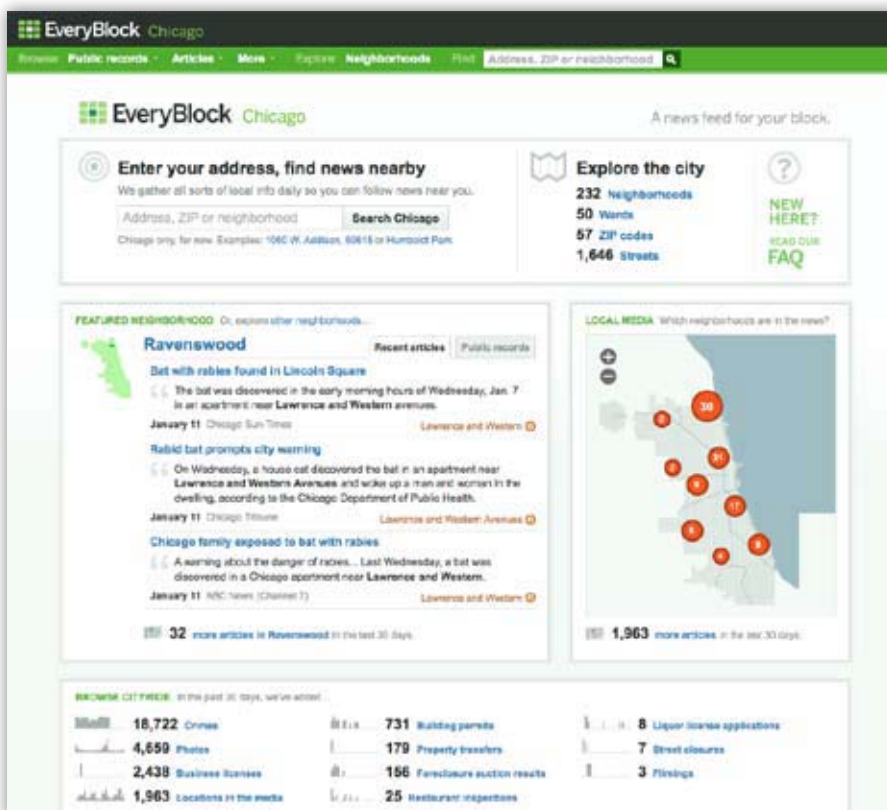 EveryBlock Chicago
Browse Public records Articles More Explore Neighborhoods Find Address, ZIP or neighborhood
EveryBlock Chicago
A news feed for your block.
Enter your address, find news nearby
We gather all sorts of local info daily so you can follow news near you.
Address, ZIP or neighborhood Search Chicago
Chicago only, for now. Examples: 1060 W. Addison, 60615 or Humboldt Park
Explore the city
232 Neighborhoods
50 Wards
57 ZIP codes
1,646 Streets
?
NEW
HERE?
READ OUR
FAQ
FEATURED NEIGHBORHOOD Or, explore other neighborhoods...
Ravenswood
Recent articles Public records
Bat with rabies found in Lincoln Square
The bat was discovered in the early morning hours of Wednesday, Jan. 7
in an apartment near Lawrence and Western avenues.
January 11 Chicago Sun-Times Lawrence and Western
Rabid bat prompts city warning
On Wednesday, a house cat discovered the bat in an apartment near
Lawrence and Western Avenues and woke up a man and woman in the
dwelling, according to the Chicago Department of Public Health.
January 11 Chicago Tribune Lawrence and Western Avenues
Chicago family exposed to bat with rabies
A warning about the danger of rabies... Last Wednesday, a bat was
discovered in a Chicago apartment near Lawrence and Western.
January 11 NBC News (Channel 5) Lawrence and Western
32 more articles in Ravenswood in the last 30 days.
LOCAL MEDIA Which neighborhoods are in the news?
17
1,963 more articles in the last 30 days.
BROWSE CITYWIDE In the past 30 days, we've added...
18,722 Crimes
4,659 Photos
2,438 Business licenses
1,963 Locations in the media
731 Building permits
179 Property transfers
156 Foreclosure auction results
25 Restaurant inspections
8 Liquor license applications
7 Street closures
3 Filmings